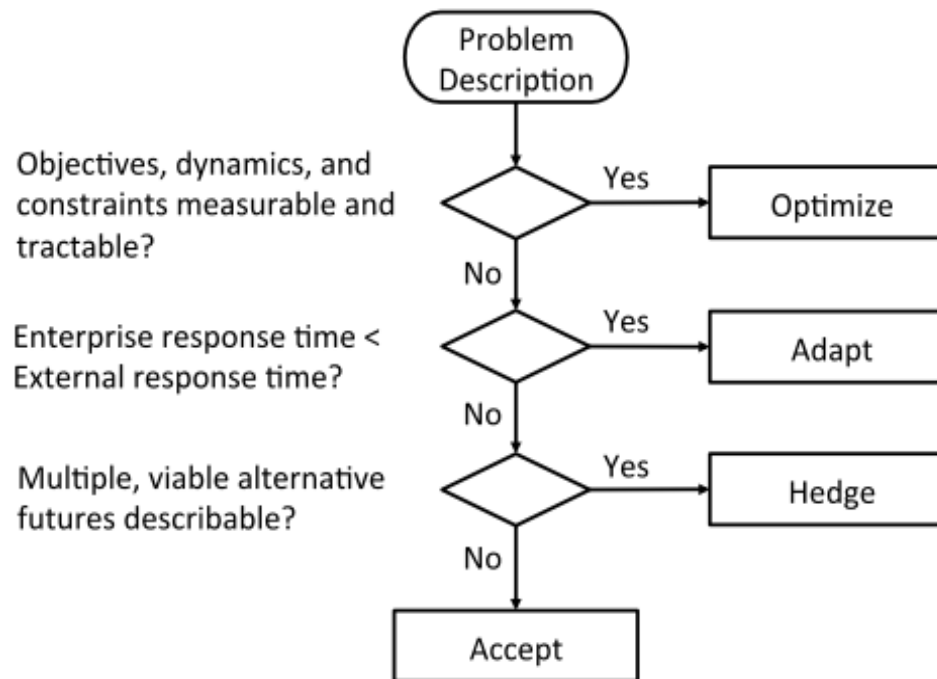 Problem
Description
Objectives, dynamics, and
constraints measurable and
tractable?
Yes
Optimize
No
Enterprise response time <
External response time?
Yes
Adapt
No
Multiple, viable alternative
futures describable?
Yes
Hedge
No
Accept